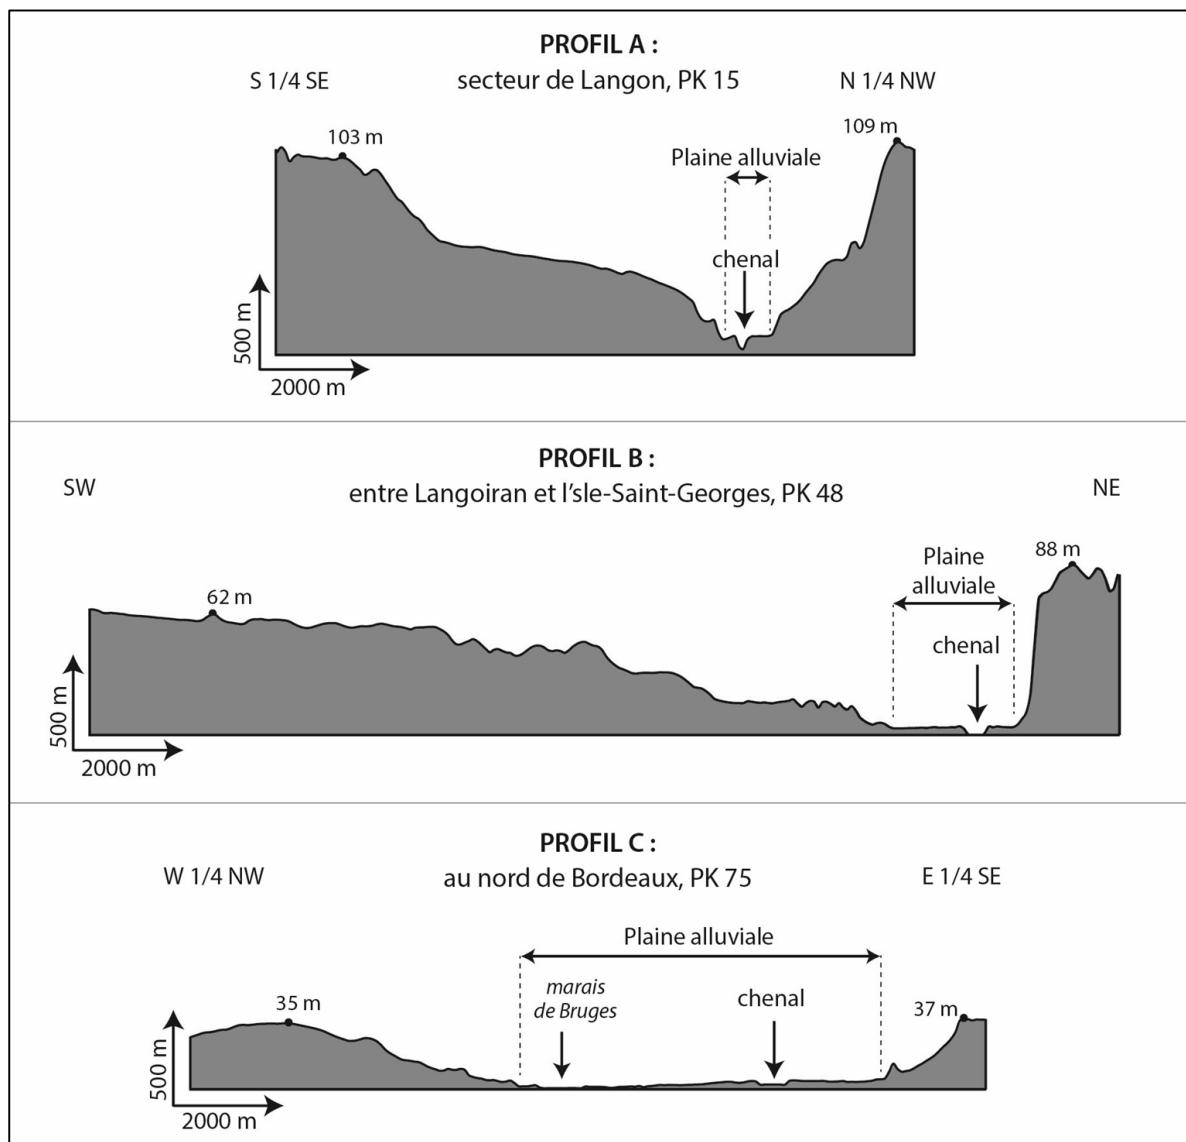 PROFIL A :
secteur de Langon, PK 15
S 1/4 SE
N 1/4 NW
103 m
109 m
Plaine alluviale
chenal
500 m
2000 m
PROFIL B :
entre Langoiran et l'sle-Saint-Georges, PK 48
SW
NE
62 m
88 m
Plaine
alluviale
chenal
500 m
2000 m
PROFIL C :
au nord de Bordeaux, PK 75
W 1/4 NW
E 1/4 SE
Plaine alluviale
35 m
marais
de Bruges
chenal
37 m
500 m
2000 m